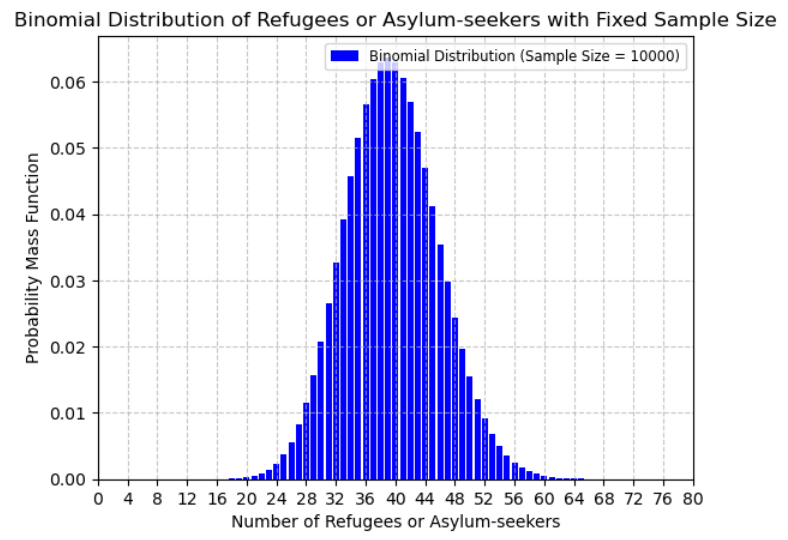 Binomial Distribution of Refugees or Asylum-seekers with Fixed Sample Size
Binomial Distribution (Sample Size = 10000)
0.06
0.05
0.04
0.03
0.02
0.01
0.00
Probability Mass Function
0 4 8 12 16 20 24 28 32 36 40 44 48 52 56 60 64 68 72 76 80
Number of Refugees or Asylum-seekers